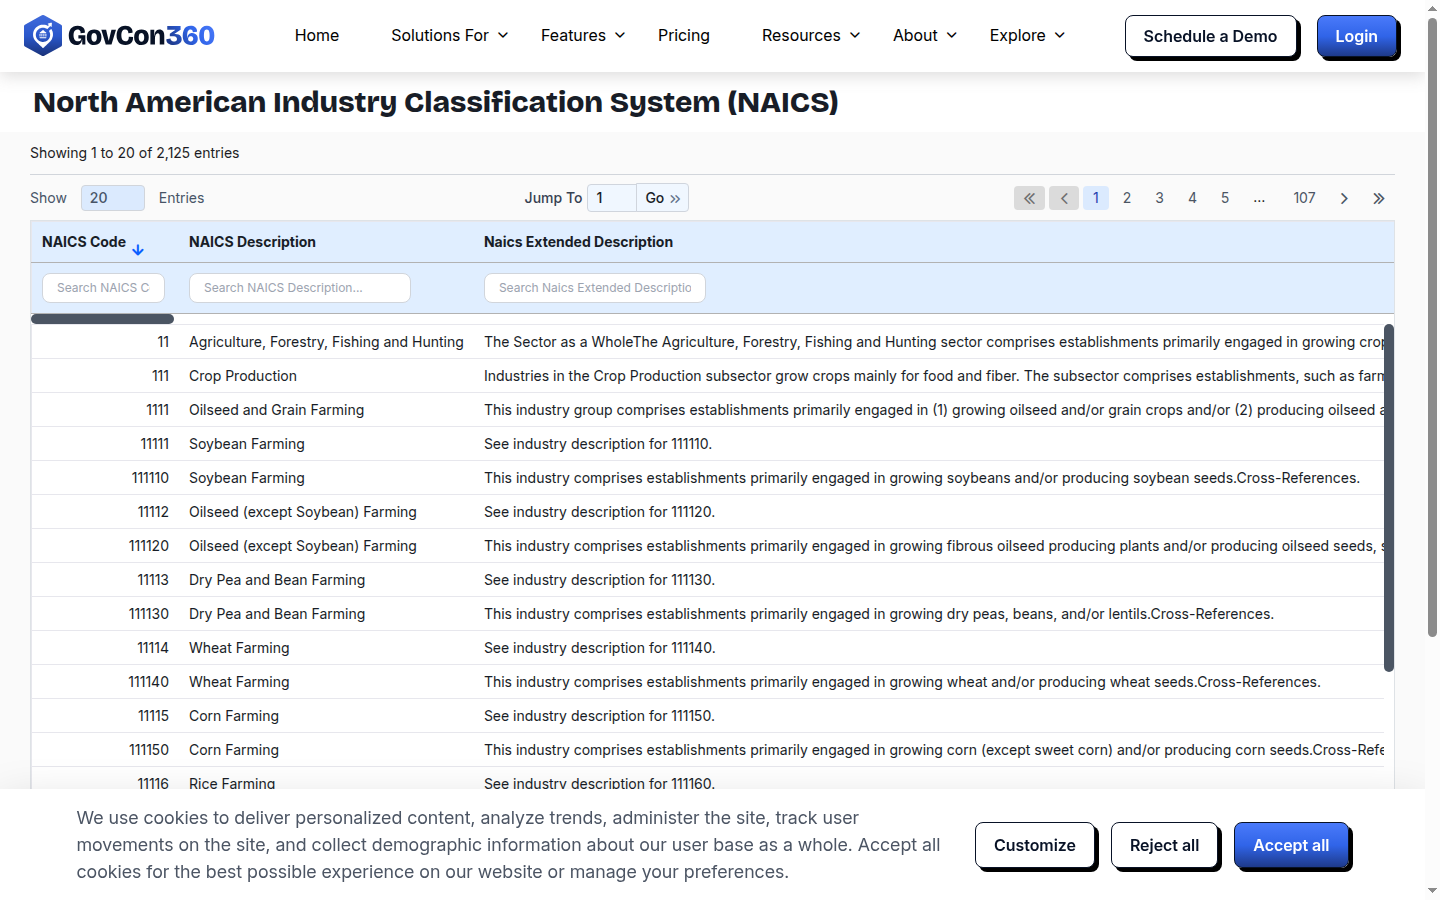 GovCon360
Home
Solutions For
Features
Pricing
Resources
About
Explore
Schedule a Demo
Login
North American Industry Classification System (NAICS)
Showing 1 to 20 of 2,125 entries
Show 20 Entries
Jump To 1 Go »
« ‹ 1 2 3 4 5 ... 107 › »
NAICS Code NAICS Description Naics Extended Description
Search NAICS C Search NAICS Description... Search Naics Extended Descriptio
11 Agriculture, Forestry, Fishing and Hunting The Sector as a WholeThe Agriculture, Forestry, Fishing and Hunting sector comprises establishments primarily engaged in growing crop
111 Crop Production Industries in the Crop Production subsector grow crops mainly for food and fiber. The subsector comprises establishments, such as farm
1111 Oilseed and Grain Farming This industry group comprises establishments primarily engaged in (1) growing oilseed and/or grain crops and/or (2) producing oilseed a
11111 Soybean Farming See industry description for 111110.
111110 Soybean Farming This industry comprises establishments primarily engaged in growing soybeans and/or producing soybean seeds.Cross-References.
11112 Oilseed (except Soybean) Farming See industry description for 111120.
111120 Oilseed (except Soybean) Farming This industry comprises establishments primarily engaged in growing fibrous oilseed producing plants and/or producing oilseed seeds, s
11113 Dry Pea and Bean Farming See industry description for 111130.
111130 Dry Pea and Bean Farming This industry comprises establishments primarily engaged in growing dry peas, beans, and/or lentils.Cross-References.
11114 Wheat Farming See industry description for 111140.
111140 Wheat Farming This industry comprises establishments primarily engaged in growing wheat and/or producing wheat seeds.Cross-References.
11115 Corn Farming See industry description for 111150.
111150 Corn Farming This industry comprises establishments primarily engaged in growing corn (except sweet corn) and/or producing corn seeds.Cross-Refe
11116 Rice Farming See industry description for 111160.
We use cookies to deliver personalized content, analyze trends, administer the site, track user
movements on the site, and collect demographic information about our user base as a whole. Accept all
cookies for the best possible experience on our website or manage your preferences.
Customize
Reject all
Accept all